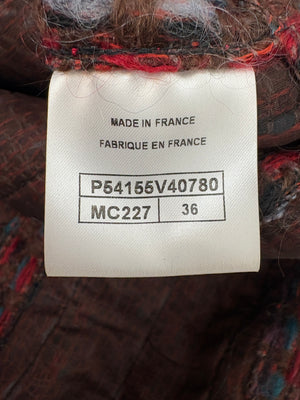 MADE IN FRANCE
FABRIQUE EN FRANCE
P54155V40780
MC227 36